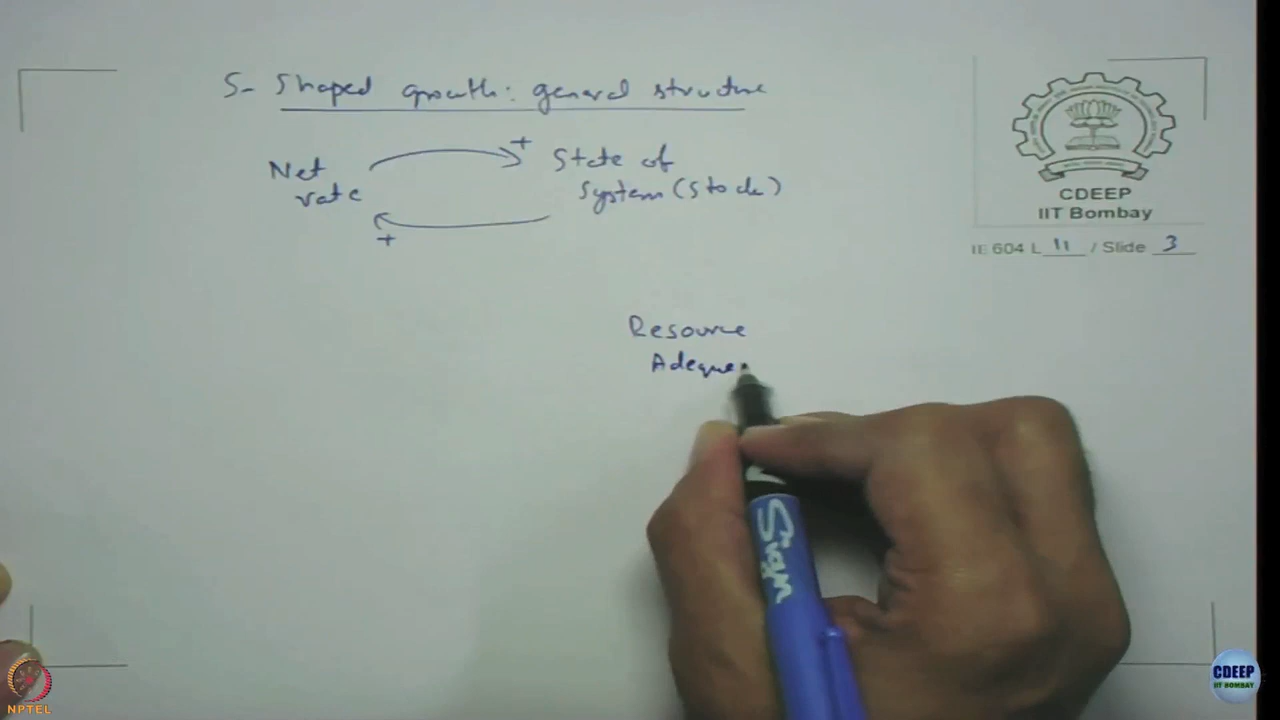 S- Shaped growth: general structure
Net rate
+
State of System (Stock)
+
Resource
Adequa
CDEEP
IIT Bombay
IE 604 L 11 / Slide 3
Sign
NPTEL
CDEEP
IIT BOMBAY